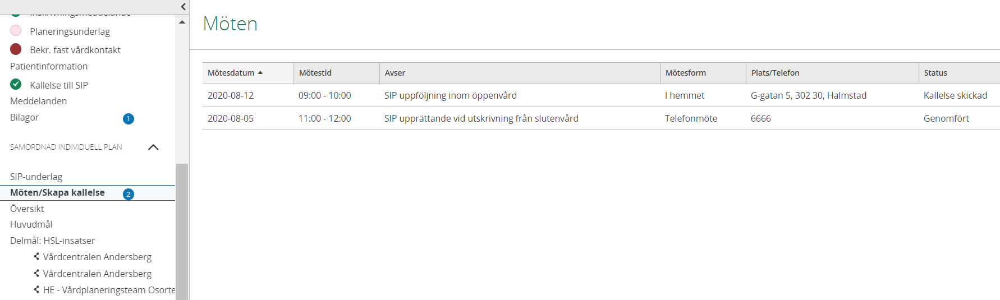 Inskrivningsmeddelande
Planeringsunderlag
Bekr. fast vårdkontakt
Patientinformation
Kallelse till SIP
Meddelanden
Bilagor 1
SAMORDNAD INDIVIDUELL PLAN
SIP-underlag
Möten/Skapa kallelse 2
Översikt
Huvudmål
Delmål: HSL-insatser
Vårdcentralen Andersberg
Vårdcentralen Andersberg
HE - Vårdplaneringsteam Osorte
Möten
Mötesdatum Mötestid Avser Mötesform Plats/Telefon Status
2020-08-12 09:00 - 10:00 SIP uppföljning inom öppenvård I hemmet G-gatan 5, 302 30, Halmstad Kallelse skickad
2020-08-05 11:00 - 12:00 SIP upprättande vid utskrivning från slutenvård Telefonmöte 6666 Genomfört